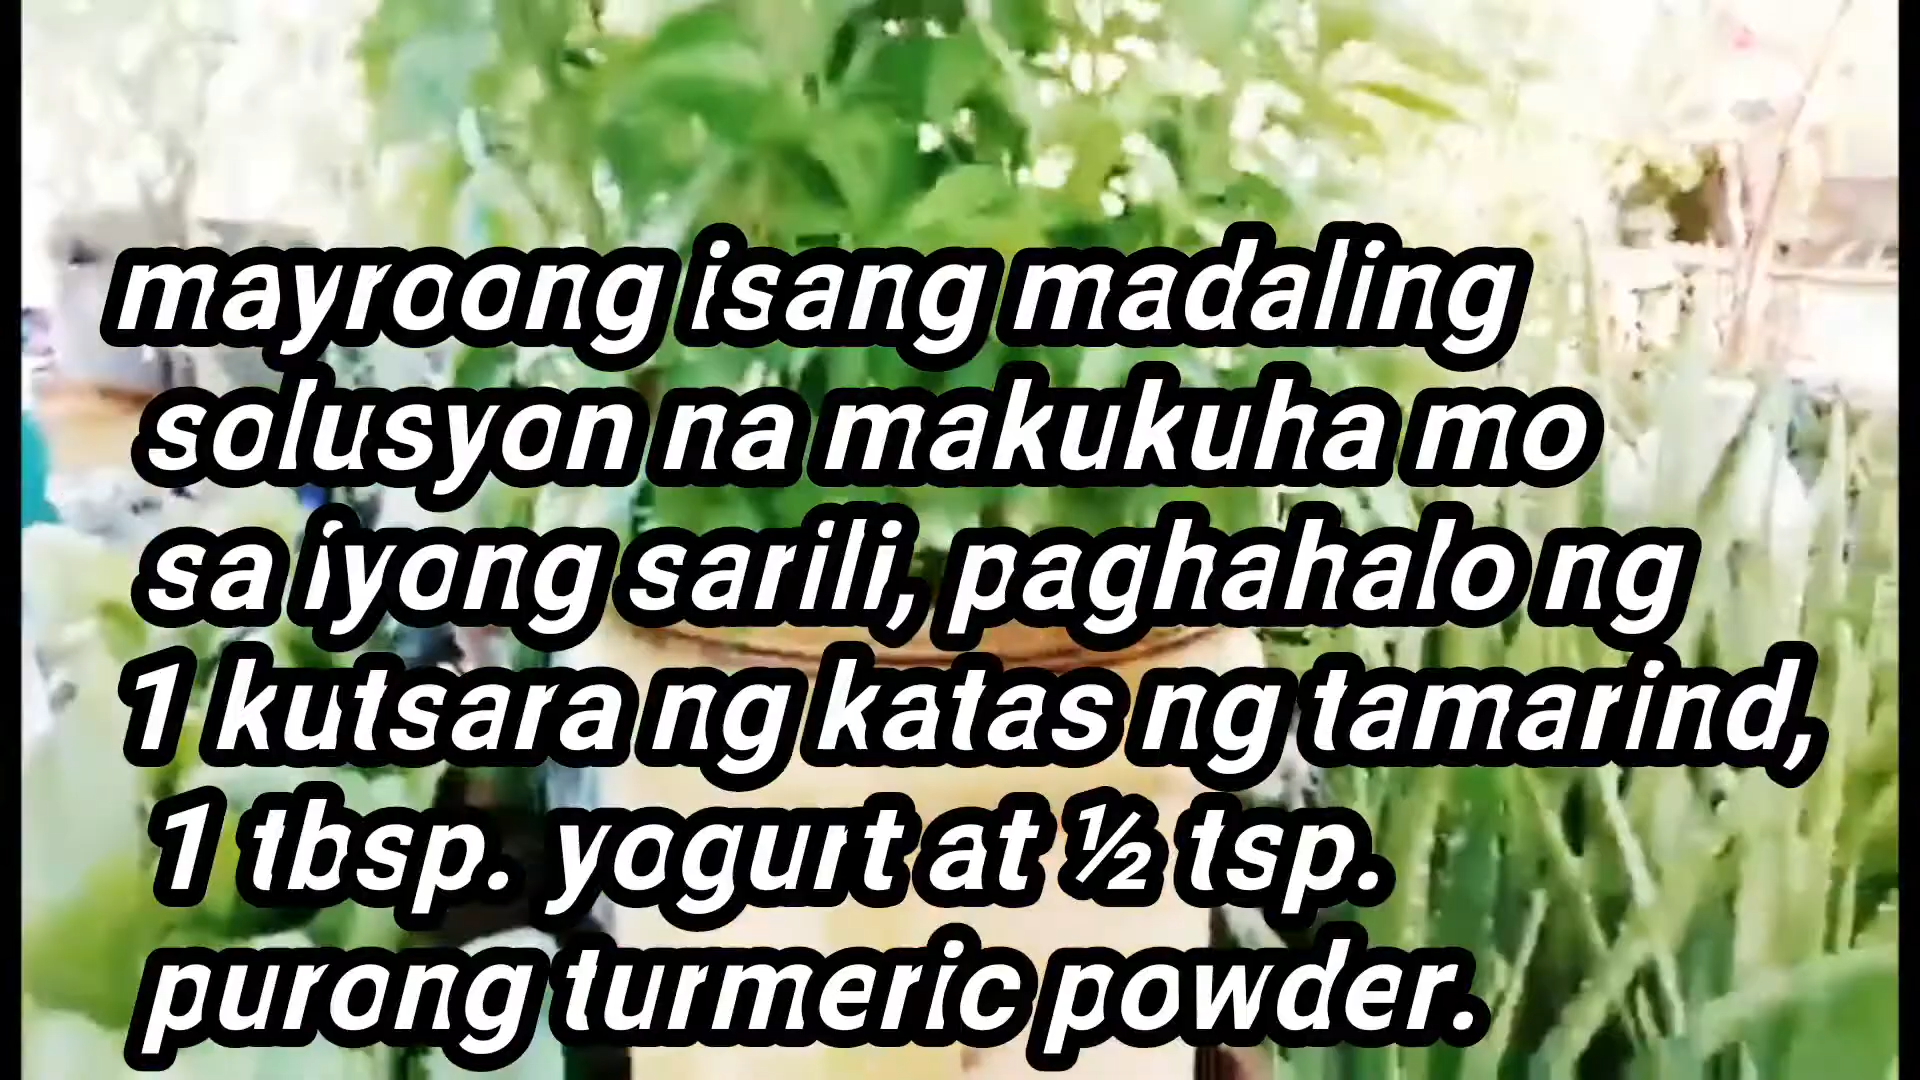 mayroong isang madaling
solusyon na makukuha mo
sa iyong sarili, paghahalo ng
1 kutsara ng katas ng tamarind,
1 tbsp. yogurt at ½ tsp.
purong turmeric powder.